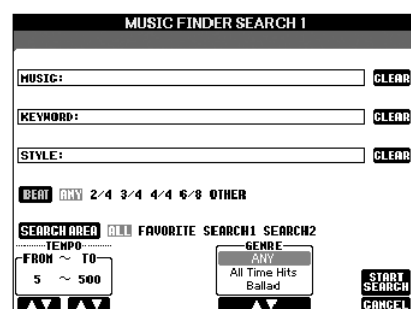 MUSIC FINDER SEARCH 1
MUSIC: CLEAR
KEYWORD: CLEAR
STYLE: CLEAR
BEAT ANY 2/4 3/4 4/4 6/8 OTHER
SEARCH AREA ALL FAVORITE SEARCH1 SEARCH2
TEMPO GENRE
FROM ~ TO ANY
5 ~ 500 All Time Hits
Ballad
START SEARCH
CANCEL